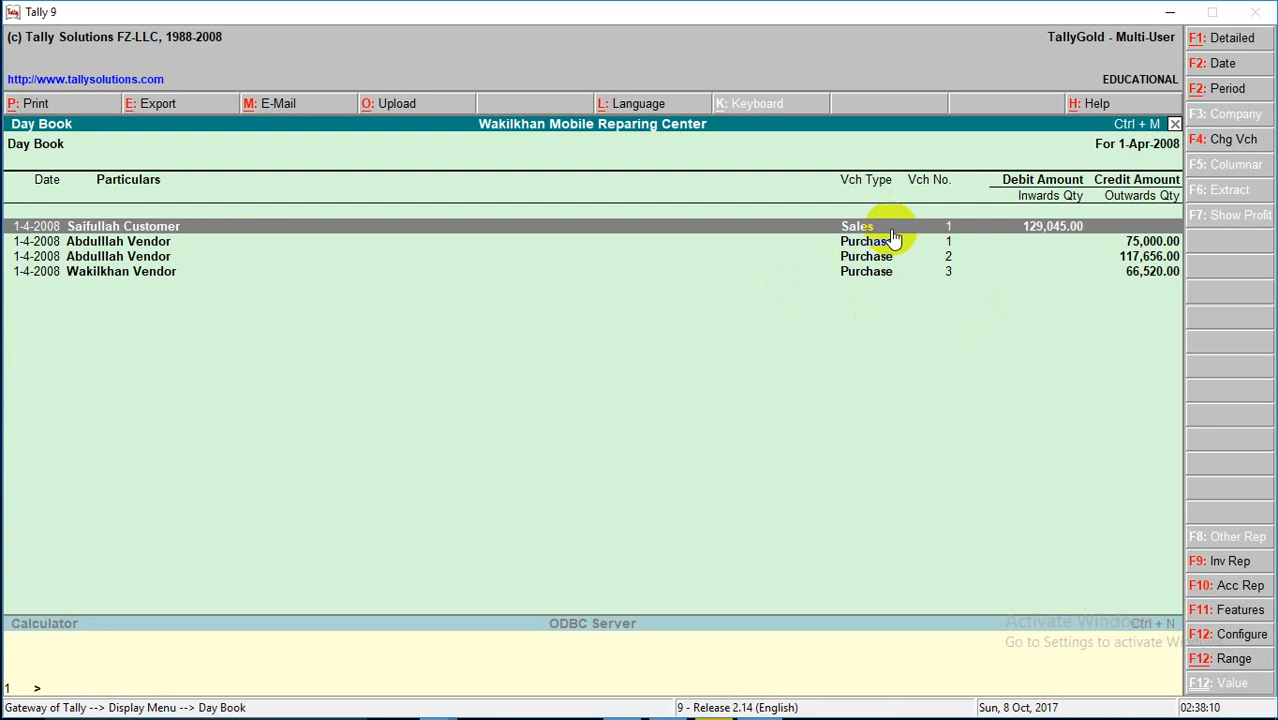 Tally 9
(c) Tally Solutions FZ-LLC, 1988-2008
TallyGold - Multi-User
http://www.tallysolutions.com
EDUCATIONAL
P: Print
E: Export
M: E-Mail
O: Upload
L: Language
K: Keyboard
H: Help
Day Book
Wakilkhan Mobile Reparing Center
Ctrl + M
Day Book
For 1-Apr-2008
Date Particulars Vch Type Vch No. Debit Amount Credit Amount
Inwards Qty Outwards Qty
1-4-2008 Saifullah Customer Sales 1 129,045.00
1-4-2008 Abdulllah Vendor Purchase 1 75,000.00
1-4-2008 Abdulllah Vendor Purchase 2 117,656.00
1-4-2008 Wakilkhan Vendor Purchase 3 66,520.00
F1: Detailed
F2: Date
F2: Period
F3: Company
F4: Chg Vch
F5: Columnar
F6: Extract
F7: Show Profit
F8: Other Rep
F9: Inv Rep
F10: Acc Rep
F11: Features
F12: Configure
F12: Range
F12: Value
Calculator
ODBC Server
Ctrl + N
Activate Windows
Go to Settings to activate
1 >
Gateway of Tally --> Display Menu --> Day Book
9 - Release 2.14 (English)
Sun, 8 Oct, 2017
02:38:10